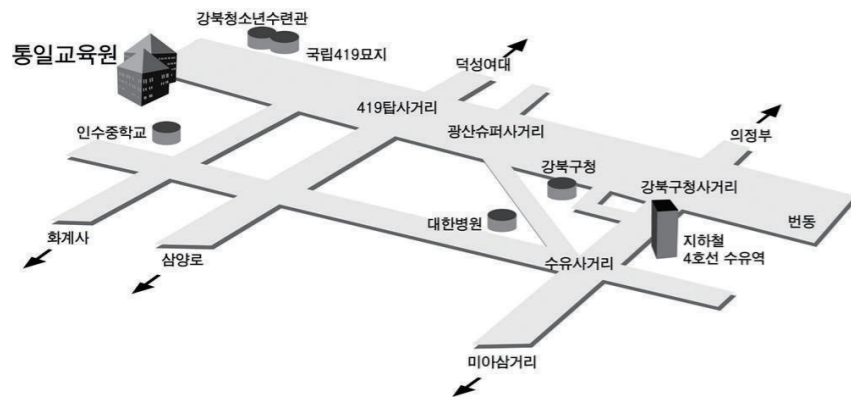 강북청소년수련관
통일교육원
국립419묘지
덕성여대
419탑사거리
인수중학교
광산슈퍼사거리
의정부
강북구청
강북구청사거리
대한병원
번동
화계사
지하철
4호선 수유역
삼양로
수유사거리
미아삼거리